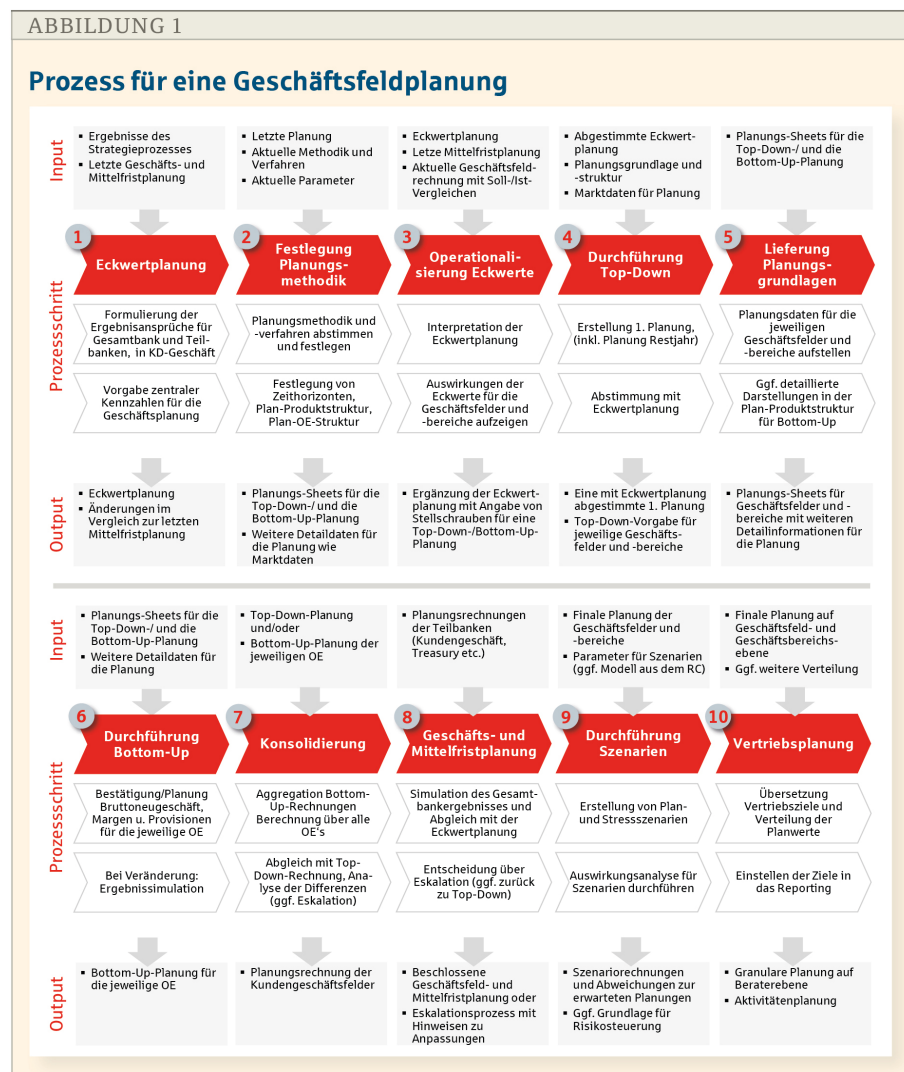 ABBILDUNG 1
Prozess für eine Geschäftsfeldplanung
Input
▪ Ergebnisse des
Strategieprozesses
▪ Letzte Geschäfts- und
Mittelfristplanung
▪ Letzte Planung
▪ Aktuelle Methodik und
Verfahren
▪ Aktuelle Parameter
▪ Eckwertplanung
▪ Letze Mittelfristplanung
▪ Aktuelle Geschäftsfeld-
rechnung mit Soll-/Ist-
Vergleichen
▪ Abgestimmte Eckwert-
planung
▪ Planungsgrundlage und
-struktur
▪ Marktdaten für Planung
▪ Planungs-Sheets für die
Top-Down-/ und die
Bottom-Up-Planung
Prozessschritt
1
Eckwertplanung
2
Festlegung
Planungs-
methodik
3
Operationali-
sierung Eckwerte
4
Durchführung
Top-Down
5
Lieferung
Planungs-
grundlagen
Formulierung der
Ergebnisansprüche für
Gesamtbank und Teil-
banken, in KD-Geschäft
Planungsmethodik und
-verfahren abstimmen
und festlegen
Interpretation der
Eckwertplanung
Erstellung 1. Planung,
(inkl. Planung Restjahr)
Planungsdaten für die
jeweiligen
Geschäftsfelder und
-bereiche aufstellen
Vorgabe zentraler
Kennzahlen für die
Geschäftsplanung
Festlegung von
Zeithorizonten,
Plan-Produktstruktur,
Plan-OE-Struktur
Auswirkungen der
Eckwerte für die
Geschäftsfelder und
-bereiche aufzeigen
Abstimmung mit
Eckwertplanung
Ggf. detaillierte
Darstellungen in der
Plan-Produktstruktur
für Bottom-Up
Output
▪ Eckwertplanung
▪ Änderungen im
Vergleich zur letzten
Mittelfristplanung
▪ Planungs-Sheets für die
Top-Down-/ und die
Bottom-Up-Planung
▪ Weitere Detaildaten für
die Planung wie
Marktdaten
▪ Ergänzung der Eckwert-
planung mit Angabe von
Stellschrauben für eine
Top-Down-/Bottom-Up-
Planung
▪ Eine mit Eckwertplanung
abgestimmte 1. Planung
▪ Top-Down-Vorgabe für
jeweilige Geschäfts-
felder und -bereiche
▪ Planungs-Sheets für
Geschäftsfelder und -
bereiche mit weiteren
Detailinformationen für
die Planung
Input
▪ Planungs-Sheets für die
Top-Down-/ und die
Bottom-Up-Planung
▪ Weitere Detaildaten für
die Planung
▪ Top-Down-Planung
und/oder
▪ Bottom-Up-Planung der
jeweiligen OE
▪ Planungsrechnungen
der Teilbanken
(Kundengeschäft,
Treasury etc.)
▪ Finale Planung der
Geschäftsfelder und
-bereiche
▪ Parameter für Szenarien
(ggf. Modell aus dem RC)
▪ Finale Planung auf
Geschäftsfeld- und
Geschäftsbereichs-
ebene
▪ Ggf. weitere Verteilung
Prozessschritt
6
Durchführung
Bottom-Up
7
Konsolidierung
8
Geschäfts- und
Mittelfristplanung
9
Durchführung
Szenarien
10
Vertriebsplanung
Bestätigung/Planung
Bruttoneugeschäft,
Margen u. Provisionen
für die jeweilige OE
Aggregation Bottom-
Up-Rechnungen
Berechnung über alle
OE's
Simulation des Gesamt-
bankergebnisses und
Abgleich mit der
Eckwertplanung
Erstellung von Plan-
und Stressszenarien
Übersetzung
Vertriebsziele und
Verteilung der
Planwerte
Bei Veränderung:
Ergebnissimulation
Abgleich mit Top-
Down-Rechnung, Ana-
lyse der Differenzen
(ggf. Eskalation)
Entscheidung über
Eskalation (ggf. zurück
zu Top-Down)
Auswirkungsanalyse für
Szenarien durchführen
Einstellen der Ziele in
das Reporting
Output
▪ Bottom-Up-Planung für
die jeweilige OE
▪ Planungsrechnung der
Kundengeschäftsfelder
▪ Beschlossene
Geschäftsfeld- und
Mittelfristplanung oder
▪ Eskalationsprozess mit
Hinweisen zu
Anpassungen
▪ Szenariorechnungen
und Abweichungen zur
erwarteten Planungen
▪ Ggf. Grundlage für
Risikosteuerung
▪ Granulare Planung auf
Beraterebene
▪ Aktivitätenplanung